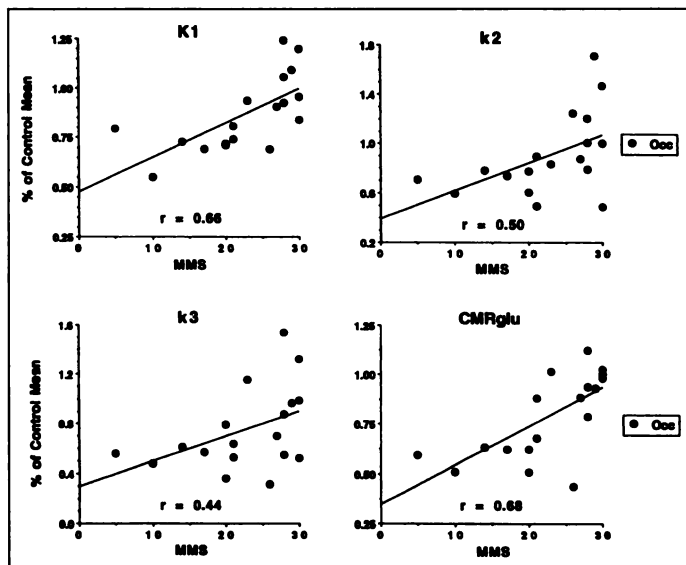 K1
% of Control Mean
1.25
1.00
0.75
0.50
0.25
r = 0.66
0 10 20 30
MMS
k2
1.8
1.4
1.0
0.6
0.2
r = 0.50
0 10 20 30
MMS
Occ
k3
% of Control Mean
1.6
1.2
0.8
0.4
0.0
r = 0.44
0 10 20 30
MMS
CMRglu
1.25
1.00
0.75
0.50
0.25
r = 0.68
0 10 20 30
MMS
Occ